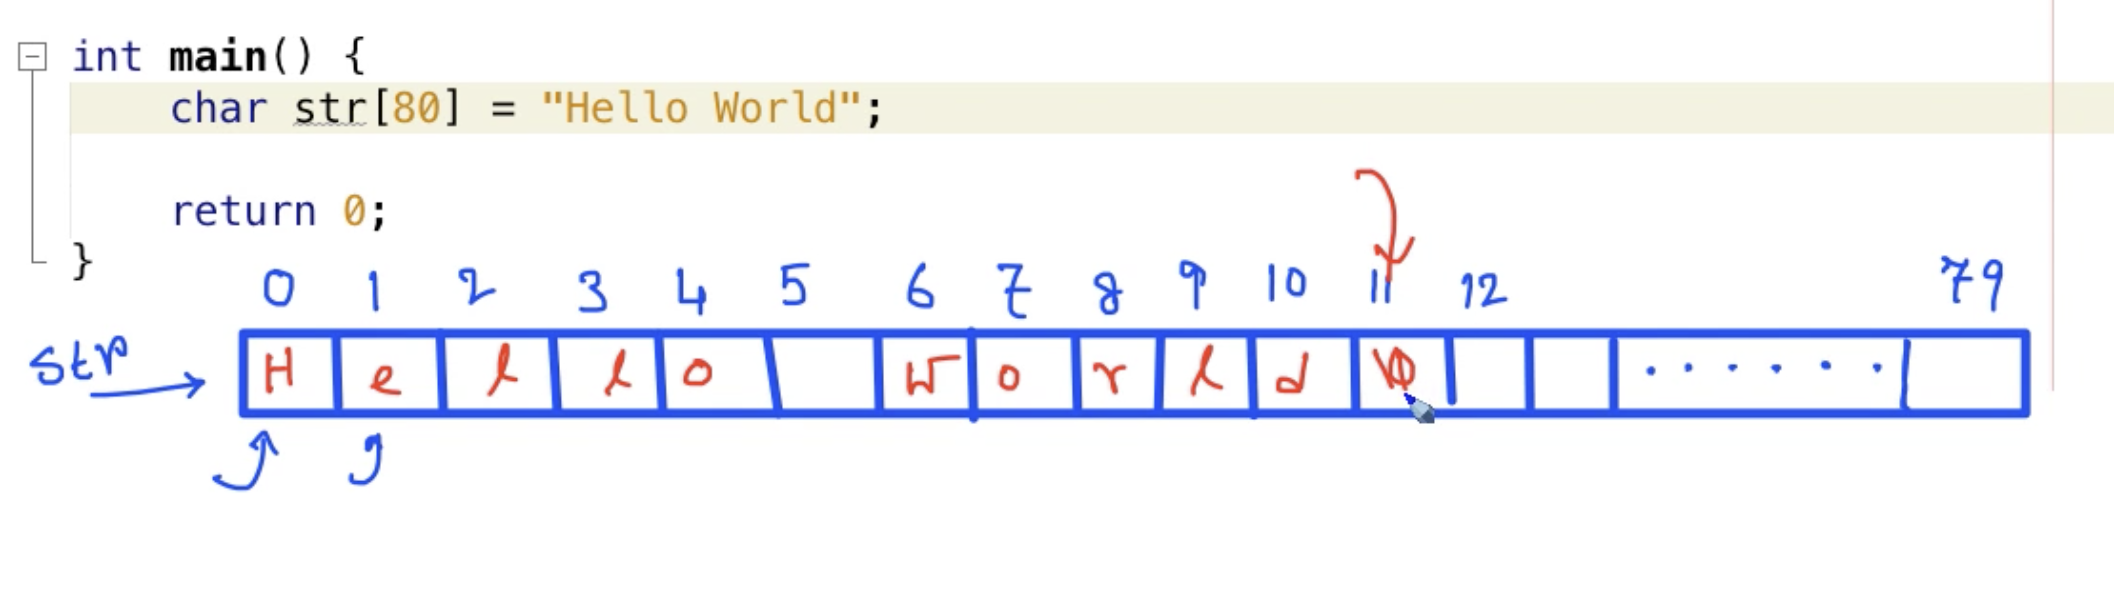 int main() {
char str[80] = "Hello World";
return 0;
}
0 1 2 3 4 5 6 7 8 9 10 11 12 79
str H e l l o W o r l d \0 ......